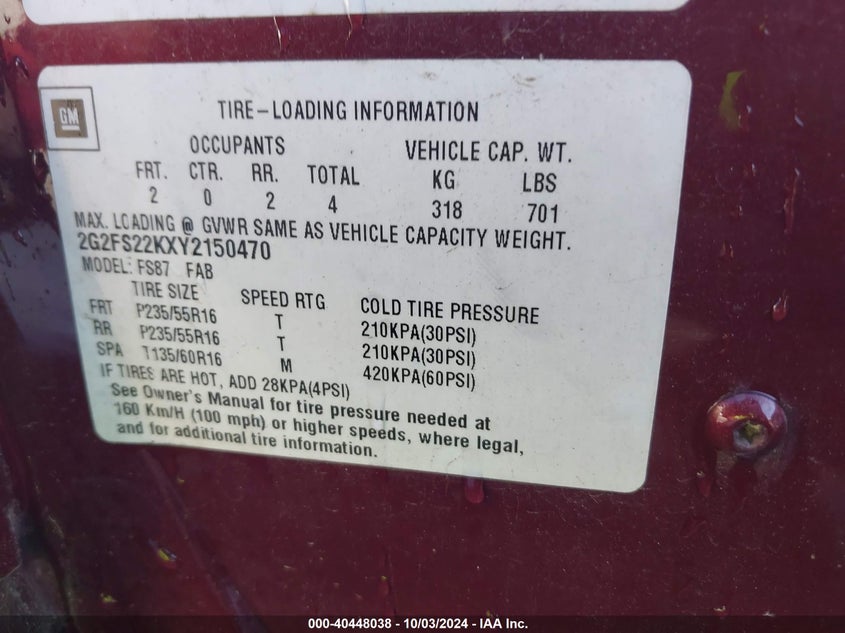 GM
TIRE-LOADING INFORMATION
OCCUPANTS VEHICLE CAP. WT.
FRT. CTR. RR. TOTAL KG LBS
2 0 2 4 318 701
MAX. LOADING @ GVWR SAME AS VEHICLE CAPACITY WEIGHT.
2G2FS22KXY2150470
MODEL: FS87 FAB
TIRE SIZE SPEED RTG COLD TIRE PRESSURE
FRT P235/55R16 T 210KPA(30PSI)
RR P235/55R16 T 210KPA(30PSI)
SPA T135/60R16 M 420KPA(60PSI)
IF TIRES ARE HOT, ADD 28KPA(4PSI)
See Owner's Manual for tire pressure needed at
160 Km/H (100 mph) or higher speeds, where legal,
and for additional tire information.
000-40448038 - 10/03/2024 - IAA Inc.